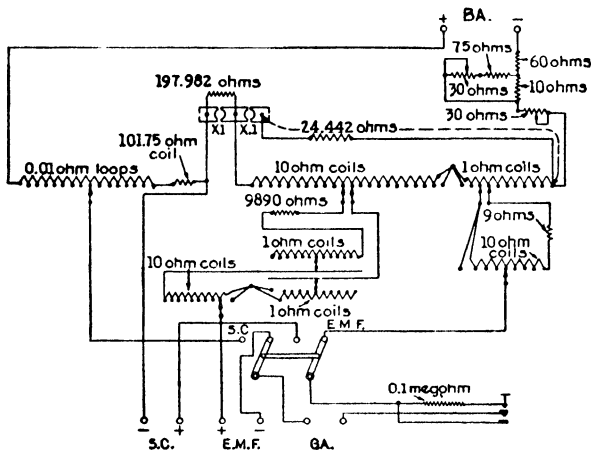 BA.
+ −
75 ohms
60 ohms
10 ohms
30 ohms
30 ohms
197.982 ohms
X1 X.1
24.442 ohms
101.75 ohm
coil
0.01 ohm loops
10 ohm coils
1 ohm coils
9890 ohms
9 ohms
1 ohm coils
10 ohm
coils
10 ohm coils
1 ohm coils
S.C
E.M.F.
0.1 megohm
− + + −
S.C. E.M.F. GA.